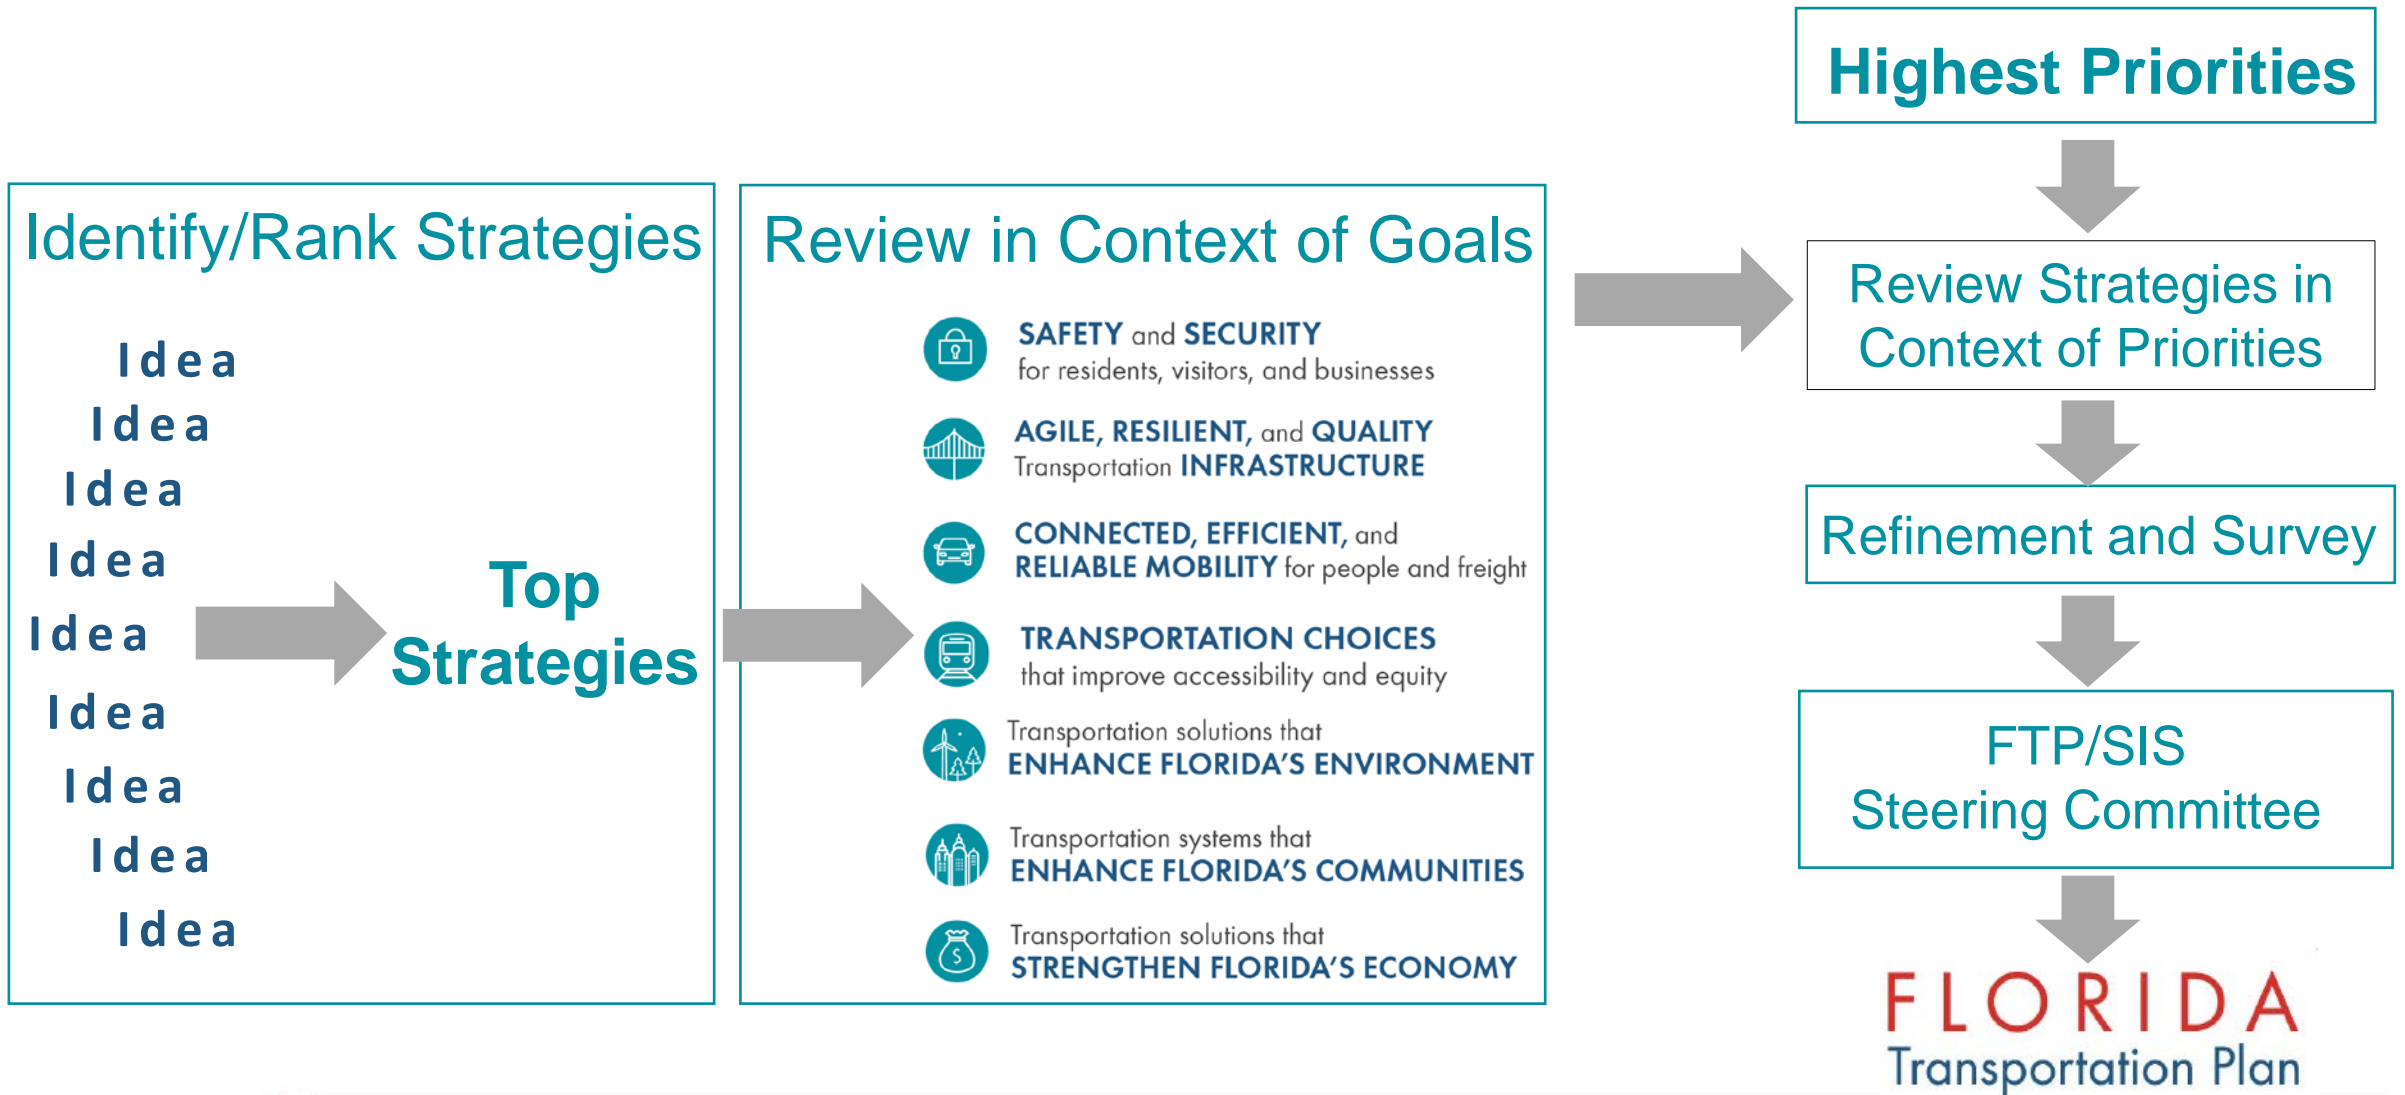 Identify/Rank Strategies
Idea
Idea
Idea
Idea
Idea
Idea
Idea
Idea
Idea
Top
Strategies
Review in Context of Goals
SAFETY and SECURITY
for residents, visitors, and businesses
AGILE, RESILIENT, and QUALITY
Transportation INFRASTRUCTURE
CONNECTED, EFFICIENT, and
RELIABLE MOBILITY for people and freight
TRANSPORTATION CHOICES
that improve accessibility and equity
Transportation solutions that
ENHANCE FLORIDA'S ENVIRONMENT
Transportation systems that
ENHANCE FLORIDA'S COMMUNITIES
$
Transportation solutions that
STRENGTHEN FLORIDA'S ECONOMY
Highest Priorities
Review Strategies in
Context of Priorities
Refinement and Survey
FTP/SIS
Steering Committee
FLORIDA
Transportation Plan